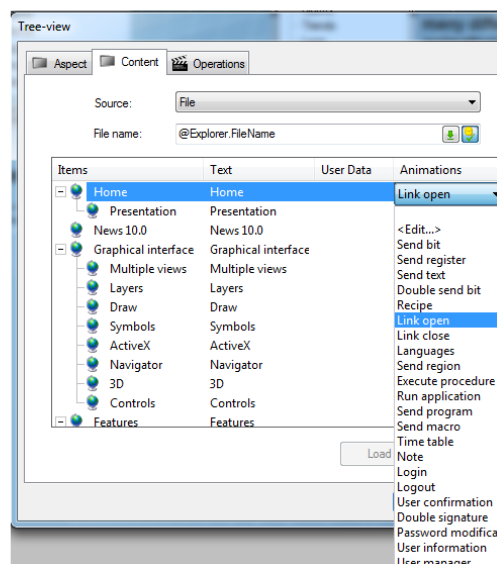 Tree-view
Aspect Content Operations
Source: File
File name: @Explorer.FileName
Items Text User Data Animations
Home Home Link open
Presentation Presentation
News 10.0 News 10.0
<Edit...>
Graphical interface Graphical interface
Send bit
Send register
Multiple views Multiple views
Send text
Layers Layers
Double send bit
Draw Draw
Recipe
Symbols Symbols
Link open
ActiveX ActiveX
Link close
Languages
Navigator Navigator
Send region
3D 3D
Execute procedure
Controls Controls
Run application
Send program
Features Features
Send macro
Time table
Load
Note
Login
Logout
User confirmation
Double signature
Password modifica
User information
User manager